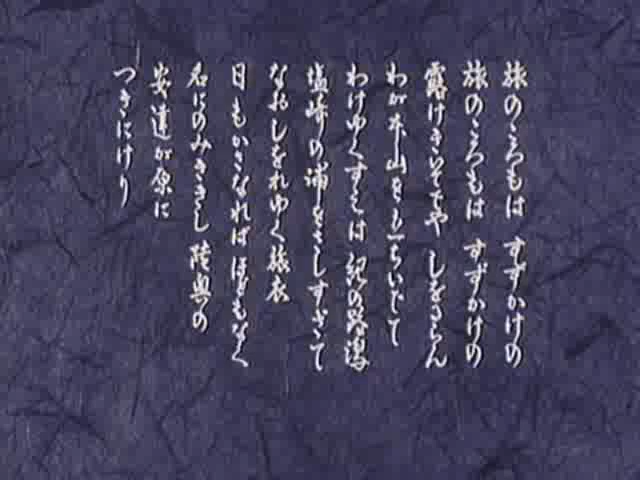 旅のころもは すずかけの
旅のころもは すずかけの
露けきいそでや しをるらん
わが本山を立ちいでて
わけゆくすゑは 紀の路潟
塩崎の浦をさしすぎて
なおしをれゆく旅衣
日もかさなれば ほどもなく
名にのみききし 陸奥の
安達が原に
つきにけり